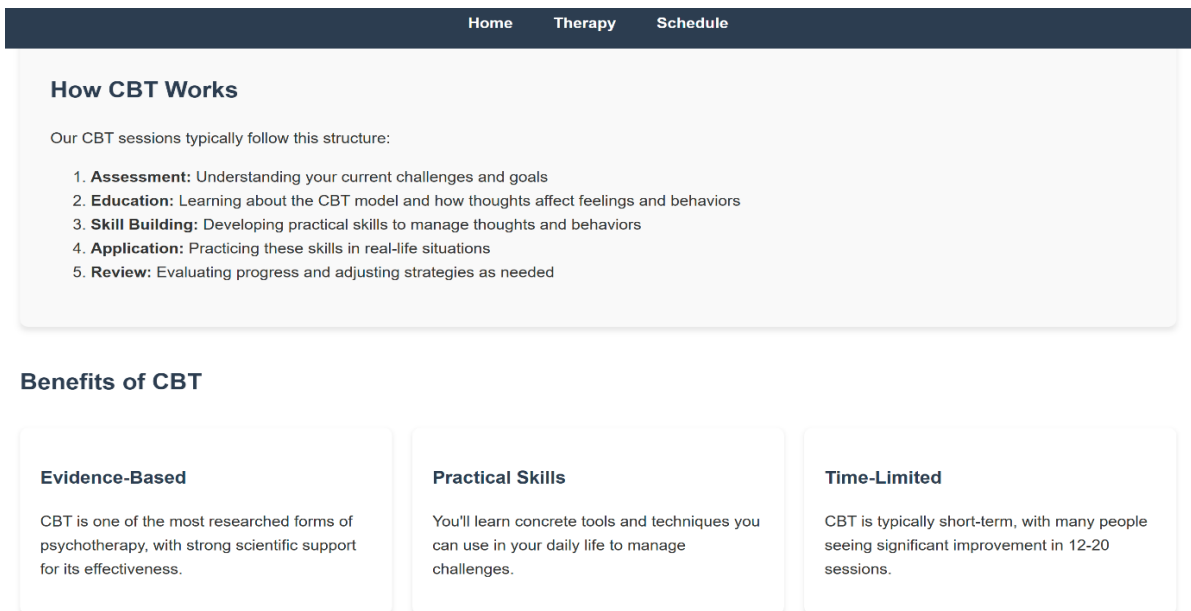 Home Therapy Schedule
How CBT Works
Our CBT sessions typically follow this structure:
1. Assessment: Understanding your current challenges and goals
2. Education: Learning about the CBT model and how thoughts affect feelings and behaviors
3. Skill Building: Developing practical skills to manage thoughts and behaviors
4. Application: Practicing these skills in real-life situations
5. Review: Evaluating progress and adjusting strategies as needed
Benefits of CBT
Evidence-Based
CBT is one of the most researched forms of
psychotherapy, with strong scientific support
for its effectiveness.
Practical Skills
You'll learn concrete tools and techniques you
can use in your daily life to manage
challenges.
Time-Limited
CBT is typically short-term, with many people
seeing significant improvement in 12-20
sessions.